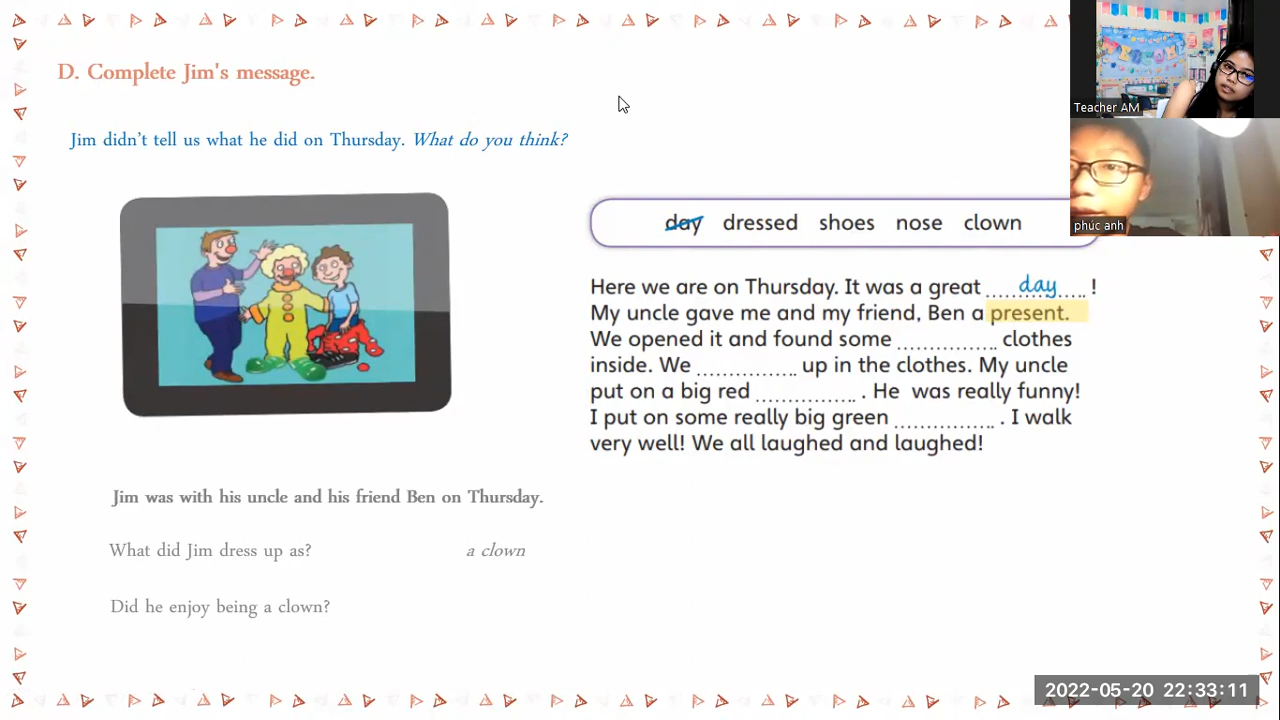 D. Complete Jim's message.
Jim didn't tell us what he did on Thursday. What do you think?
day dressed shoes nose clown
Here we are on Thursday. It was a great ......day...... !
My uncle gave me and my friend, Ben a present.
We opened it and found some ................ clothes
inside. We ................ up in the clothes. My uncle
put on a big red ................ . He was really funny!
I put on some really big green ................ . I walk
very well! We all laughed and laughed!
Jim was with his uncle and his friend Ben on Thursday.
What did Jim dress up as? a clown
Did he enjoy being a clown?
Teacher AM
phúc anh
2022-05-20 22:33:11